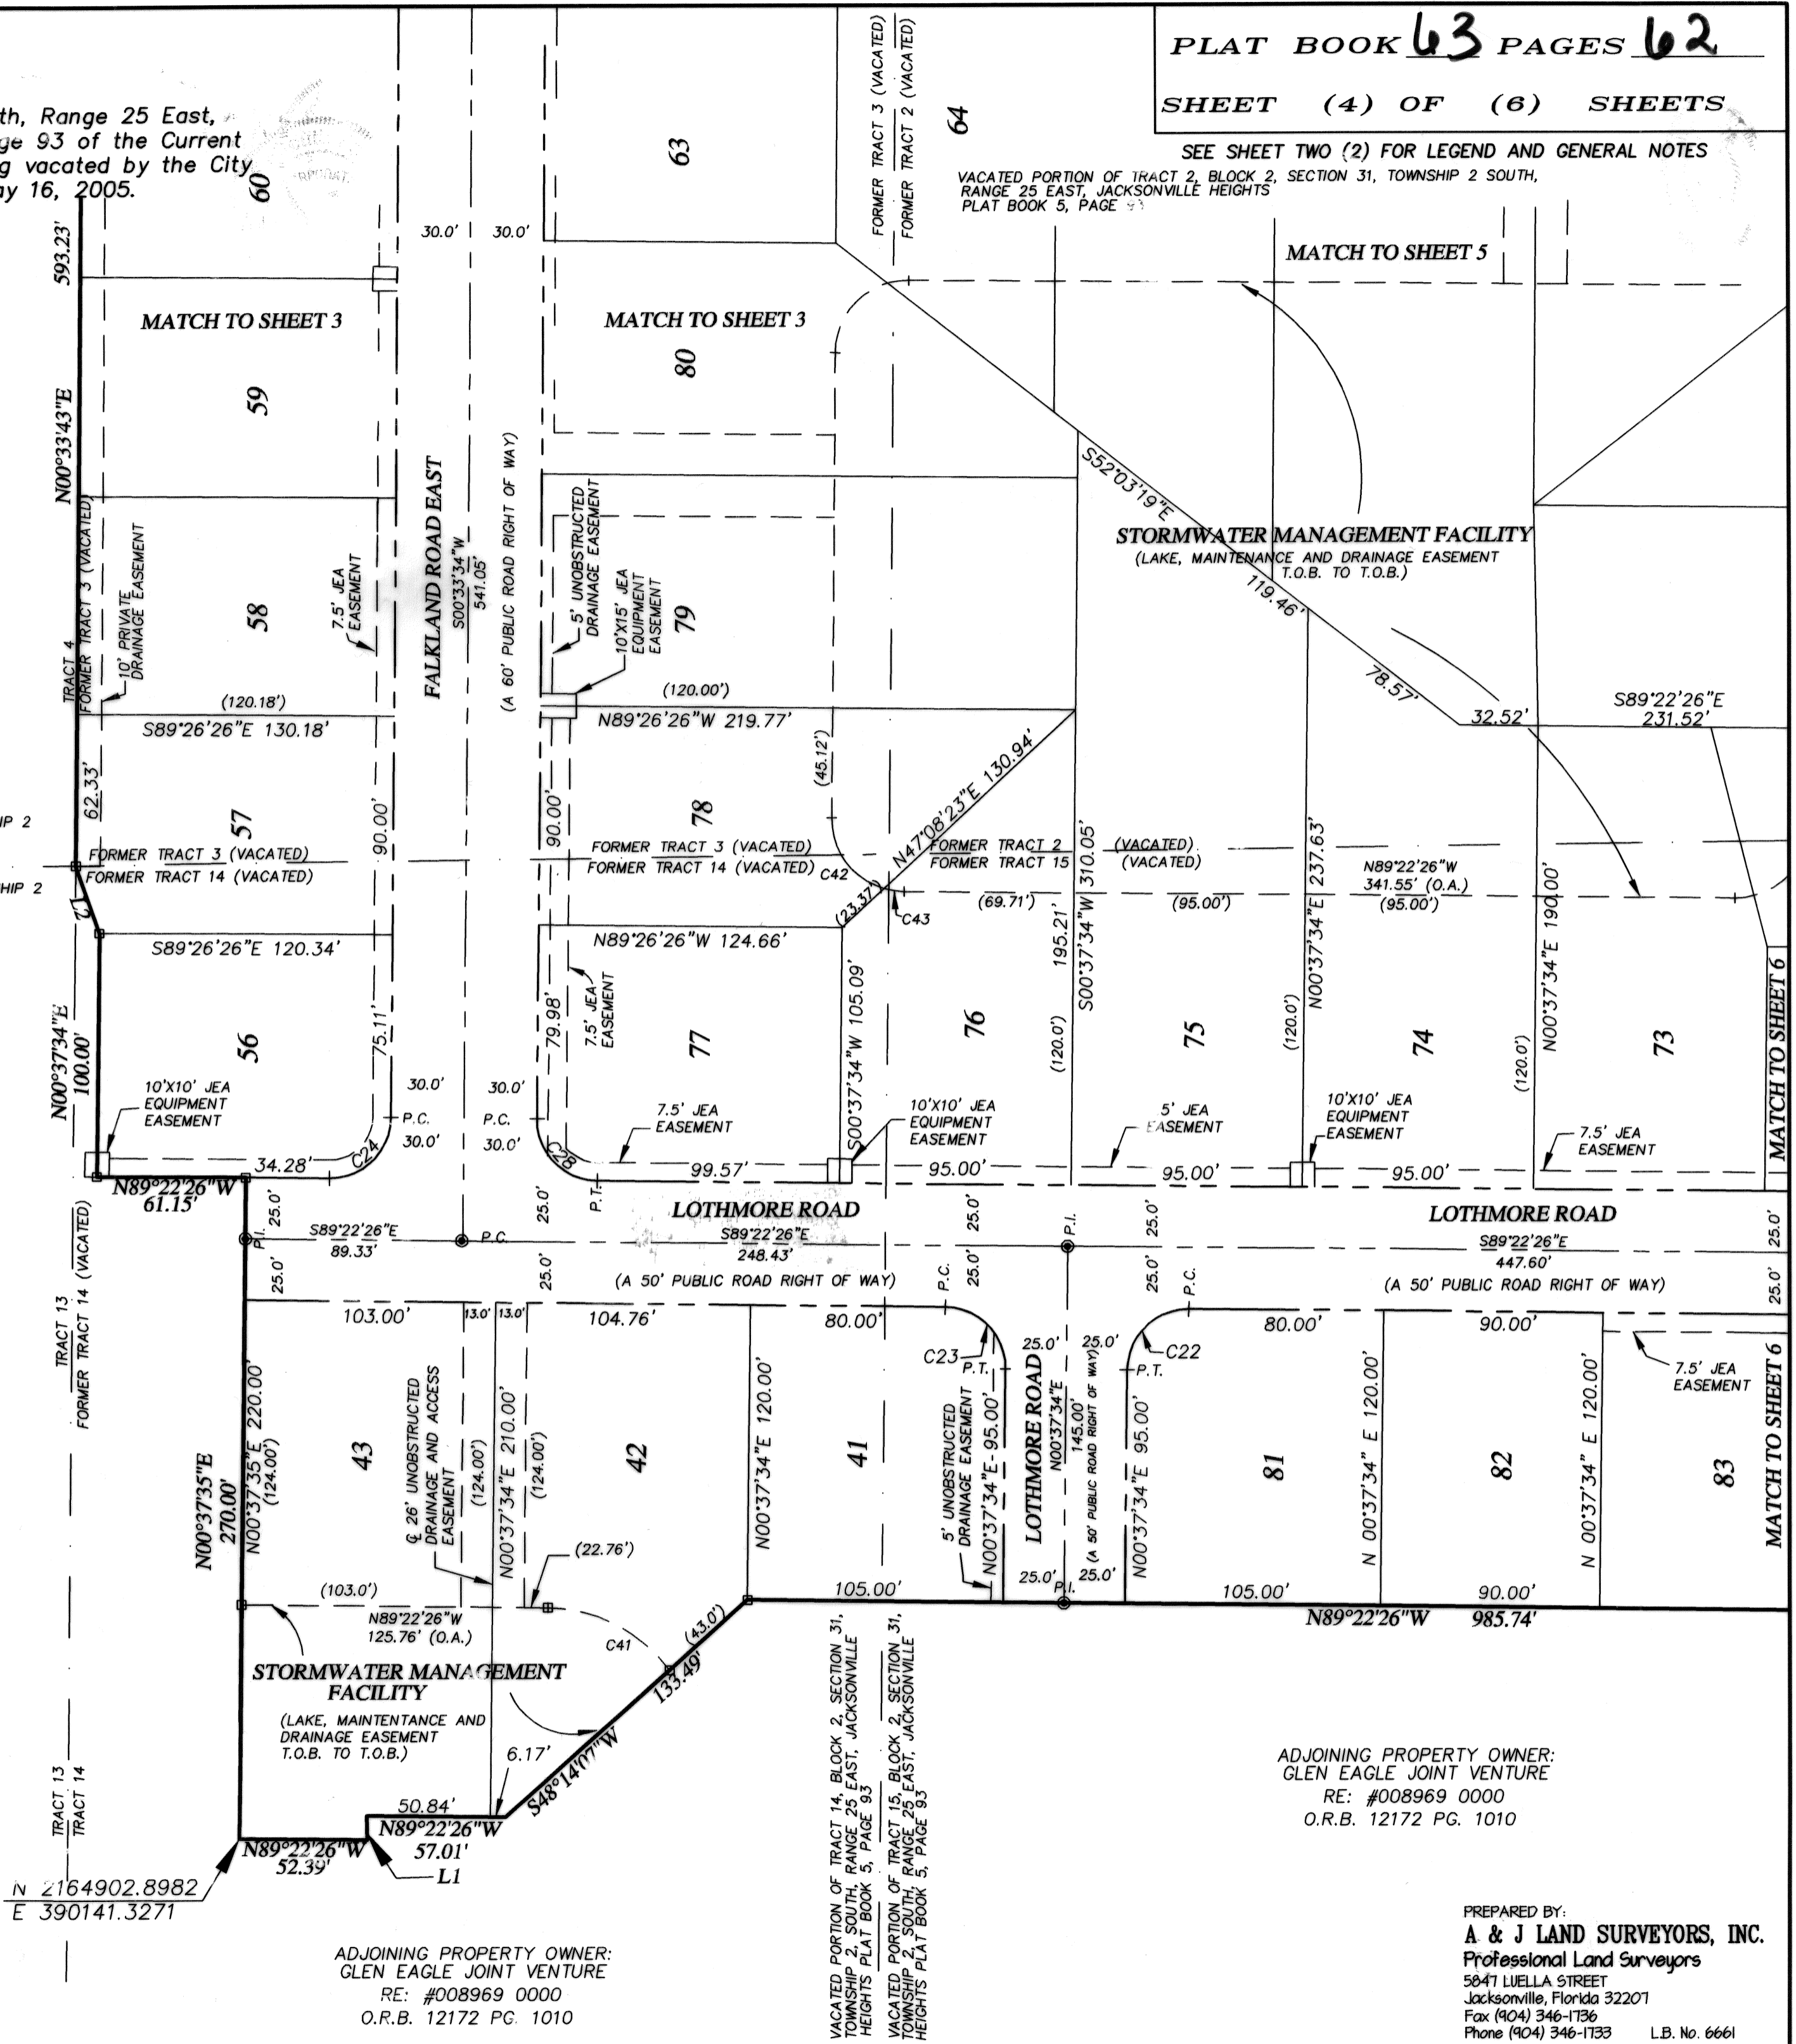 PLAT BOOK 63 PAGES 62
SHEET (4) OF (6) SHEETS
SEE SHEET TWO (2) FOR LEGEND AND GENERAL NOTES
th, Range 25 East,
ge 93 of the Current
g vacated by the City
ay 16, 2005.
VACATED PORTION OF TRACT 2, BLOCK 2, SECTION 31, TOWNSHIP 2 SOUTH,
RANGE 25 EAST, JACKSONVILLE HEIGHTS
PLAT BOOK 5, PAGE 93
FORMER TRACT 3 (VACATED)
FORMER TRACT 2 (VACATED)
60
63
64
593.23'
30.0'
30.0'
MATCH TO SHEET 5
MATCH TO SHEET 3
MATCH TO SHEET 3
59
80
N00°33'43"E
FALKLAND ROAD EAST
S00°33'34"W
541.05'
(A 60' PUBLIC ROAD RIGHT OF WAY)
S52°03'19"E
STORMWATER MANAGEMENT FACILITY
(LAKE, MAINTENANCE AND DRAINAGE EASEMENT
T.O.B. TO T.O.B.)
119.46'
78.57'
TRACT 4
FORMER TRACT 3 (VACATED)
10' PRIVATE
DRAINAGE EASEMENT
58
7.5' JEA
EASEMENT
5' UNOBSTRUCTED
DRAINAGE EASEMENT
10'X15' JEA
EQUIPMENT
EASEMENT
79
(120.18')
S89°26'26"E 130.18'
(120.00')
N89°26'26"W 219.77'
32.52'
S89°22'26"E
231.52'
62.33'
57
90.00'
90.00'
78
(45.12')
N47°08'23"E 130.94'
IP 2
HIP 2
FORMER TRACT 3 (VACATED)
FORMER TRACT 14 (VACATED)
FORMER TRACT 3 (VACATED)
FORMER TRACT 14 (VACATED)
C42
FORMER TRACT 2 (VACATED)
FORMER TRACT 15 (VACATED)
S00°37'34"W 310.05'
N00°37'34"E 237.63'
N89°22'26"W
341.55' (O.A.)
(95.00')
N00°37'34"E 190.00'
L2
(23.37')
C43
(69.71')
(95.00')
S89°26'26"E 120.34'
N89°26'26"W 124.66'
195.21'
N00°37'34"E
100.00'
56
75.11'
79.98'
7.5' JEA
EASEMENT
77
S00°37'34"W 105.09'
76
(120.0')
75
(120.0')
74
(120.0')
73
MATCH TO SHEET 6
10'X10' JEA
EQUIPMENT
EASEMENT
30.0'
30.0'
P.C.
P.C.
30.0'
30.0'
7.5' JEA
EASEMENT
10'X10' JEA
EQUIPMENT
EASEMENT
5' JEA
EASEMENT
10'X10' JEA
EQUIPMENT
EASEMENT
7.5' JEA
EASEMENT
34.28'
C24
C28
99.57'
95.00'
95.00'
95.00'
N89°22'26"W
61.15'
P.I.
25.0'
25.0'
P.T.
25.0'
P.I.
25.0'
25.0'
LOTHMORE ROAD
LOTHMORE ROAD
S89°22'26"E
89.33'
P.C.
S89°22'26"E
248.43'
S89°22'26"E
447.60'
(A 50' PUBLIC ROAD RIGHT OF WAY)
(A 50' PUBLIC ROAD RIGHT OF WAY)
25.0'
25.0'
P.C.
25.0'
25.0'
P.C.
25.0'
TRACT 13
FORMER TRACT 14 (VACATED)
103.00'
13.0'
13.0'
104.76'
80.00'
80.00'
90.00'
C23
P.T.
25.0'
25.0'
C22
P.T.
7.5' JEA
EASEMENT
N00°37'35"E
270.00'
N00°37'35"E 220.00'
(124.00')
43
℄ 26' UNOBSTRUCTED
DRAINAGE AND ACCESS
EASEMENT
(124.00')
N00°37'34"E 210.00'
(124.00')
42
N00°37'34"E 120.00'
41
5' UNOBSTRUCTED
DRAINAGE EASEMENT
N00°37'34"E 95.00'
LOTHMORE ROAD
N00°37'34"E
145.00'
(A 50' PUBLIC ROAD RIGHT OF WAY)
N00°37'34"E 95.00'
81
N 00°37'34" E 120.00'
82
N 00°37'34" E 120.00'
83
MATCH TO SHEET 6
(22.76')
(103.0')
N89°22'26"W
125.76' (O.A.)
C41
(43.0')
105.00'
25.0'
P.I.
25.0'
105.00'
90.00'
N89°22'26"W 985.74'
STORMWATER MANAGEMENT
FACILITY
(LAKE, MAINTENTANCE AND
DRAINAGE EASEMENT
T.O.B. TO T.O.B.)
133.49'
S48°14'07"W
6.17'
TRACT 13
TRACT 14
50.84'
N89°22'26"W
57.01'
N89°22'26"W
52.39'
L1
N 2164902.8982
E 390141.3271
VACATED PORTION OF TRACT 14, BLOCK 2, SECTION 31,
TOWNSHIP 2, SOUTH, RANGE 25 EAST, JACKSONVILLE
HEIGHTS PLAT BOOK 5, PAGE 93
VACATED PORTION OF TRACT 15, BLOCK 2, SECTION 31,
TOWNSHIP 2, SOUTH, RANGE 25 EAST, JACKSONVILLE
HEIGHTS PLAT BOOK 5, PAGE 93
ADJOINING PROPERTY OWNER:
GLEN EAGLE JOINT VENTURE
RE: #008969 0000
O.R.B. 12172 PG. 1010
ADJOINING PROPERTY OWNER:
GLEN EAGLE JOINT VENTURE
RE: #008969 0000
O.R.B. 12172 PG. 1010
PREPARED BY:
A & J LAND SURVEYORS, INC.
Professional Land Surveyors
5847 LUELLA STREET
Jacksonville, Florida 32207
Fax (904) 346-1736
Phone (904) 346-1733 L.B. No. 6661